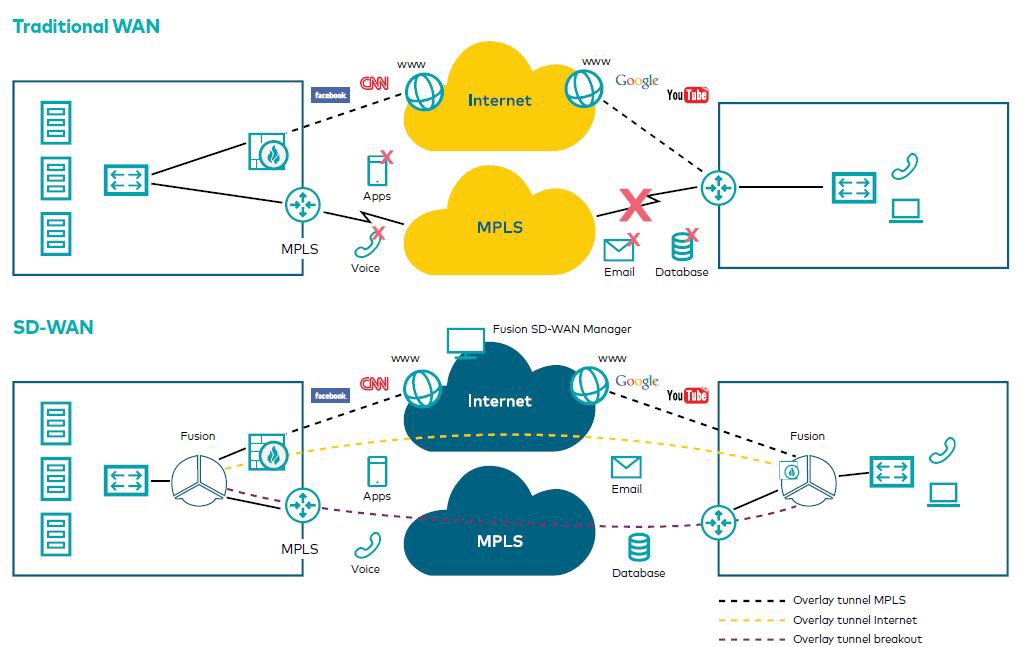 Traditional WAN
www
www
facebook
CNN
Google
YouTube
Internet
X
Apps
MPLS
MPLS
X
X
Voice
X
Email
X
Database
SD-WAN
Fusion SD-WAN Manager
www
www
facebook
CNN
Google
YouTube
Internet
Fusion
Fusion
Apps
Email
MPLS
MPLS
Voice
Database
Overlay tunnel MPLS
Overlay tunnel Internet
Overlay tunnel breakout